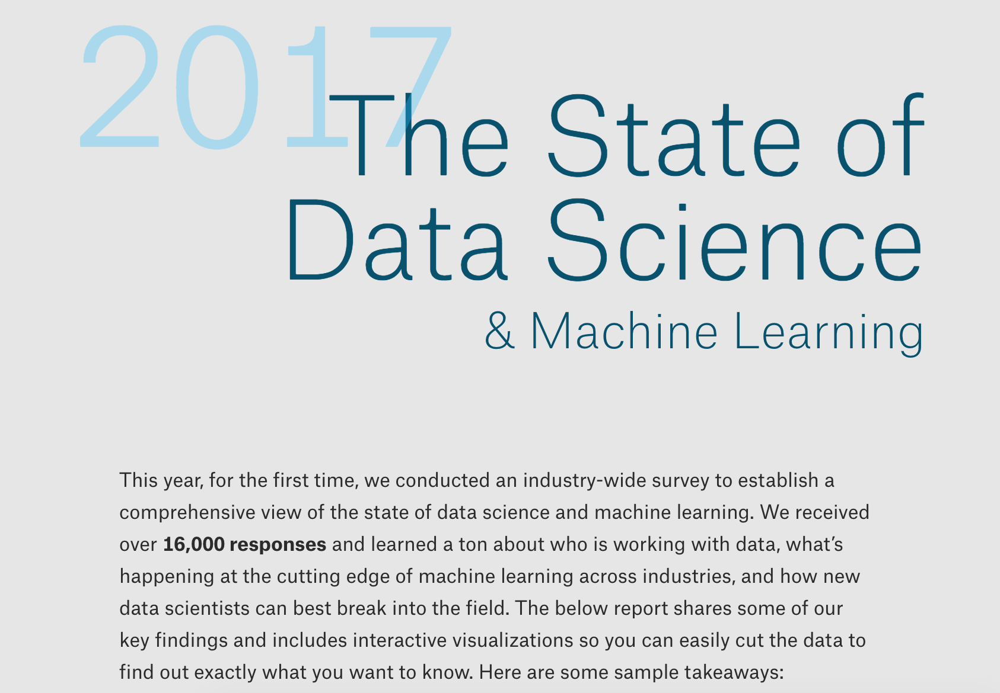 2017
The State of
Data Science
& Machine Learning
This year, for the first time, we conducted an industry-wide survey to establish a
comprehensive view of the state of data science and machine learning. We received
over 16,000 responses and learned a ton about who is working with data, what’s
happening at the cutting edge of machine learning across industries, and how new
data scientists can best break into the field. The below report shares some of our
key findings and includes interactive visualizations so you can easily cut the data to
find out exactly what you want to know. Here are some sample takeaways: